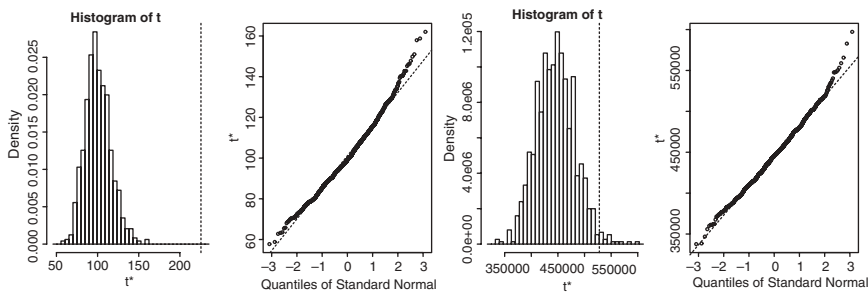 Histogram of t
Density
0.000 0.005 0.010 0.015 0.020 0.025
50 100 150 200
t*
t*
60 80 100 120 140 160
−3 −2 −1 0 1 2 3
Quantiles of Standard Normal
Histogram of t
Density
0.0e+00 4.0e06 8.0e06 1.2e05
350000 450000 550000
t*
t*
350000 450000 550000
−3 −2 −1 0 1 2 3
Quantiles of Standard Normal